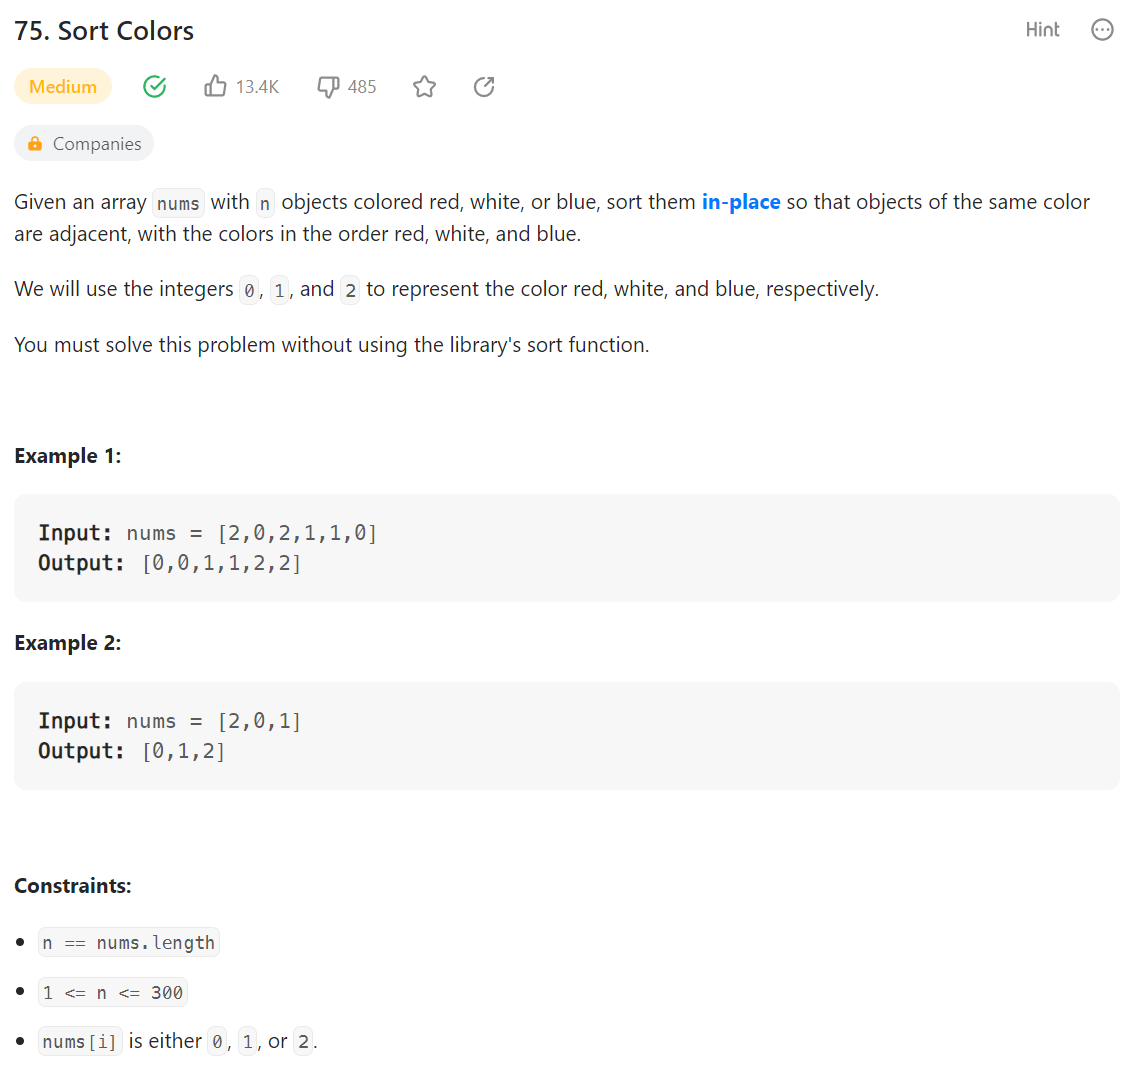 75. Sort Colors
Hint
Medium
13.4K
485
Companies
Given an array nums with n objects colored red, white, or blue, sort them in-place so that objects of the same color
are adjacent, with the colors in the order red, white, and blue.
We will use the integers 0, 1, and 2 to represent the color red, white, and blue, respectively.
You must solve this problem without using the library's sort function.
Example 1:
Input: nums = [2,0,2,1,1,0]
Output: [0,0,1,1,2,2]
Example 2:
Input: nums = [2,0,1]
Output: [0,1,2]
Constraints:
n == nums.length
1 <= n <= 300
nums[i] is either 0, 1, or 2.